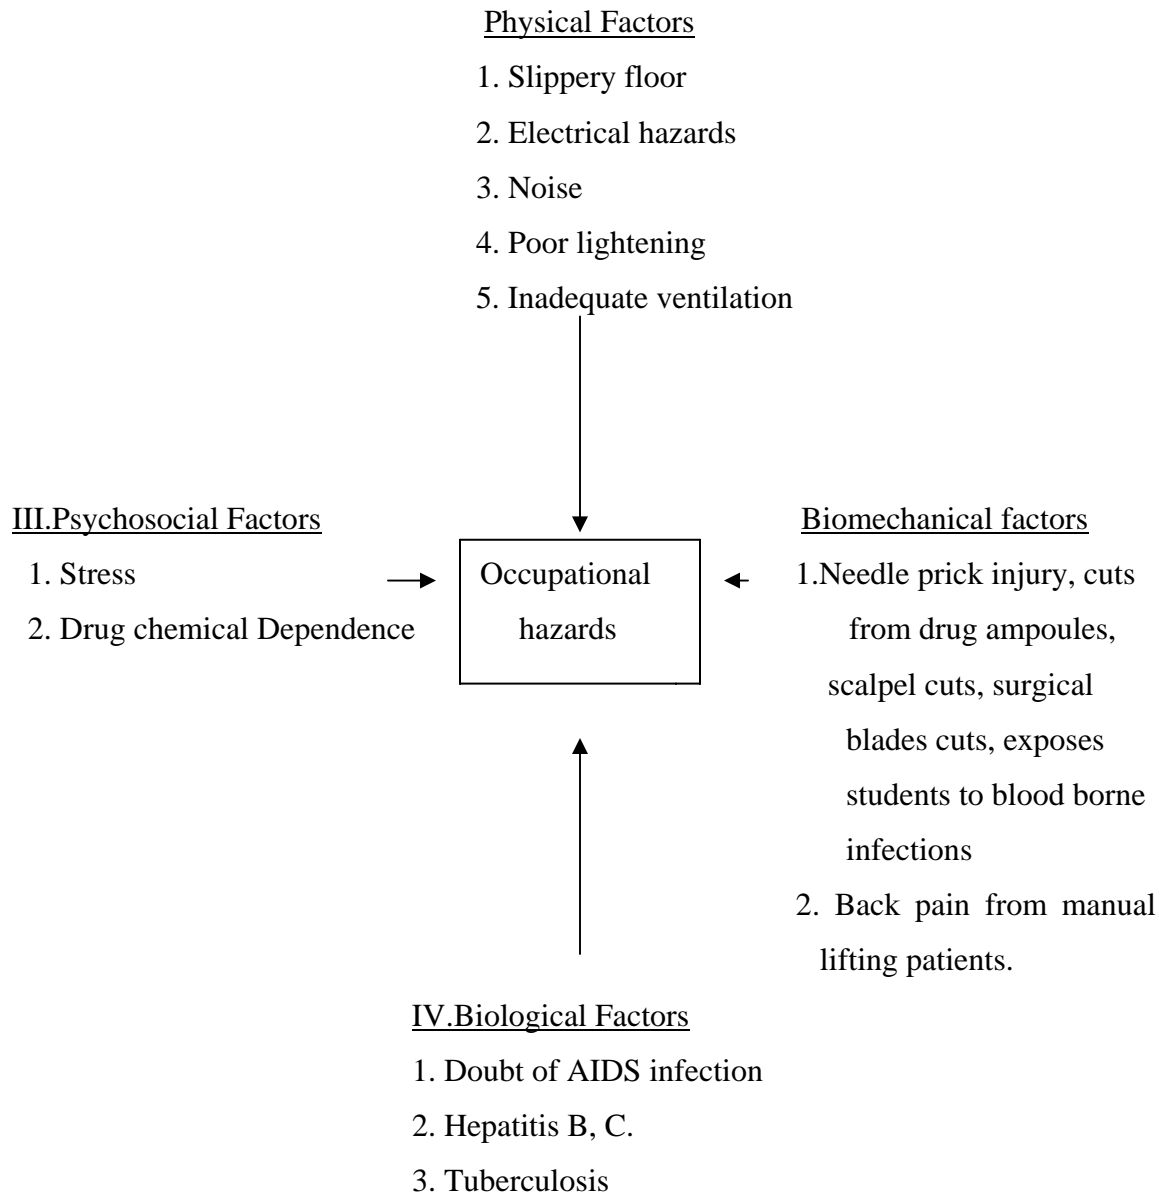 Physical Factors
1. Slippery floor
2. Electrical hazards
3. Noise
4. Poor lightening
5. Inadequate ventilation
III.Psychosocial Factors
1. Stress
2. Drug chemical Dependence
Occupational
hazards
Biomechanical factors
1.Needle prick injury, cuts
from drug ampoules,
scalpel cuts, surgical
blades cuts, exposes
students to blood borne
infections
2. Back pain from manual
lifting patients.
IV.Biological Factors
1. Doubt of AIDS infection
2. Hepatitis B, C.
3. Tuberculosis